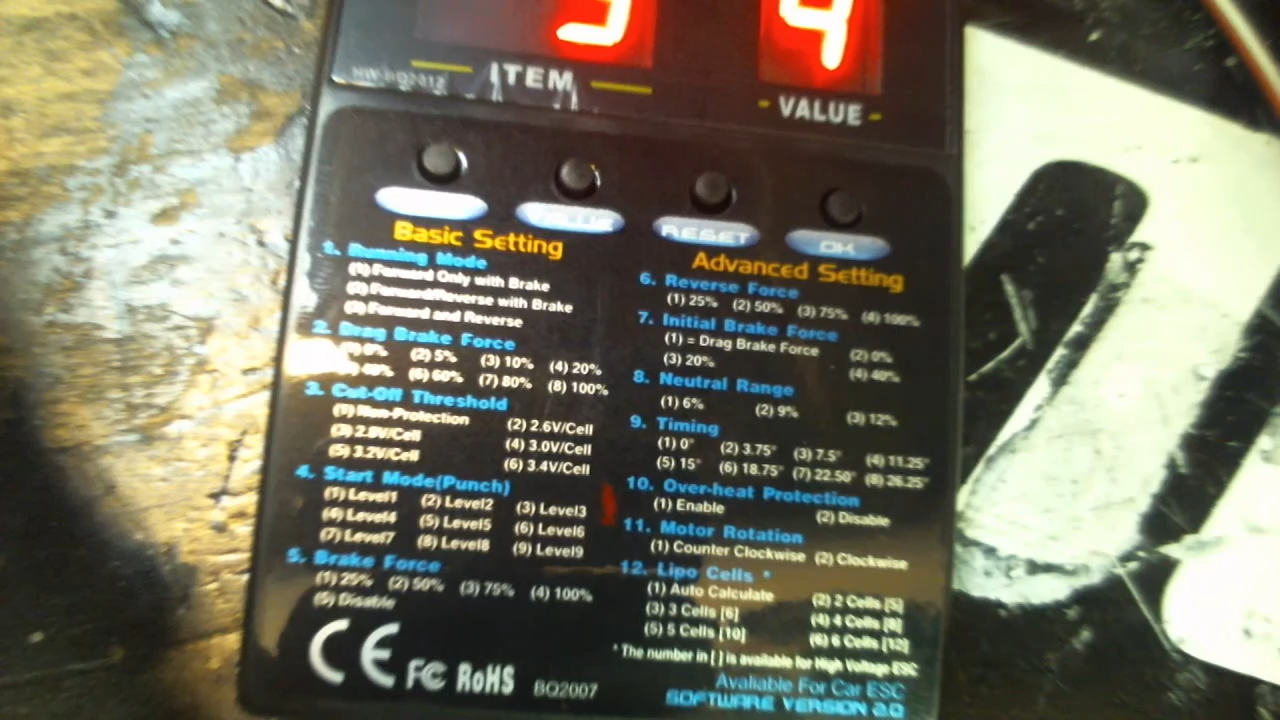 4
HW-BQ2012
ITEM
VALUE
VALUE
RESET
OK
Basic Setting
1. Running Mode
(1) Forward Only with Brake
(2) Forward/Reverse with Brake
(3) Forward and Reverse
2. Drag Brake Force
(1) 0% (2) 5% (3) 10% (4) 20%
40% (6) 60% (7) 80% (8) 100%
3. Cut-Off Threshold
(1) Non-Protection (2) 2.6V/Cell
(3) 2.8V/Cell (4) 3.0V/Cell
(5) 3.2V/Cell (6) 3.4V/Cell
4. Start Mode(Punch)
(1) Level1 (2) Level2 (3) Level3
(4) Level4 (5) Level5 (6) Level6
(7) Level7 (8) Level8 (9) Level9
5. Brake Force
(1) 25% (2) 50% (3) 75% (4) 100%
(5) Disable
Advanced Setting
6. Reverse Force
(1) 25% (2) 50% (3) 75% (4) 100%
7. Initial Brake Force
(1) = Drag Brake Force (2) 0%
(3) 20% (4) 40%
8. Neutral Range
(1) 6% (2) 9% (3) 12%
9. Timing
(1) 0° (2) 3.75° (3) 7.5° (4) 11.25°
(5) 15° (6) 18.75° (7) 22.50° (8) 26.25°
10. Over-heat Protection
(1) Enable (2) Disable
11. Motor Rotation
(1) Counter Clockwise (2) Clockwise
12. Lipo Cells *
(1) Auto Calculate (2) 2 Cells [5]
(3) 3 Cells [6] (4) 4 Cells [8]
(5) 5 Cells [10] (6) 6 Cells [12]
* The number in [ ] is available for High Voltage ESC
CE FC RoHS BQ2007
Avaliable For Car ESC
SOFTWARE VERSION 2.0